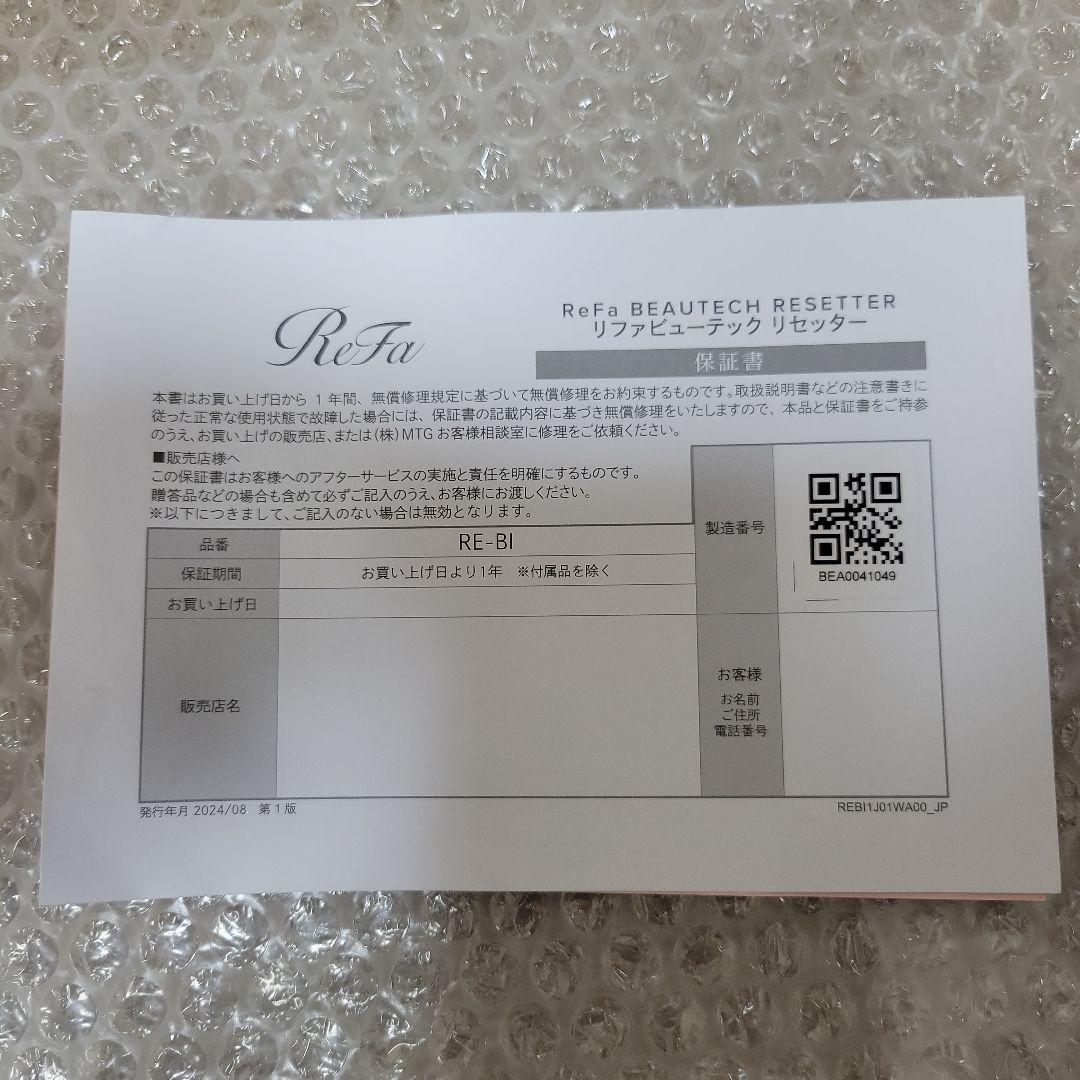 ReFa
ReFa BEAUTECH RESETTER
リファビューテック リセッター
保証書
本書はお買い上げ日から 1 年間、無償修理規定に基づいて無償修理をお約束するものです。取扱説明書などの注意書きに
従った正常な使用状態で故障した場合には、保証書の記載内容に基づき無償修理をいたしますので、本品と保証書をご持参
のうえ、お買い上げの販売店、または(株)MTG お客様相談室に修理をご依頼ください。
■販売店様へ
この保証書はお客様へのアフターサービスの実施と責任を明確にするものです。
贈答品などの場合も含めて必ずご記入のうえ、お客様にお渡しください。
※以下につきまして、ご記入のない場合は無効となります。
品番 RE-BI
保証期間 お買い上げ日より1年 ※付属品を除く
お買い上げ日
製造番号
BEA0041049
販売店名
お客様
お名前
ご住所
電話番号
発行年月 2024/08 第1版
REBI1J01WA00_JP